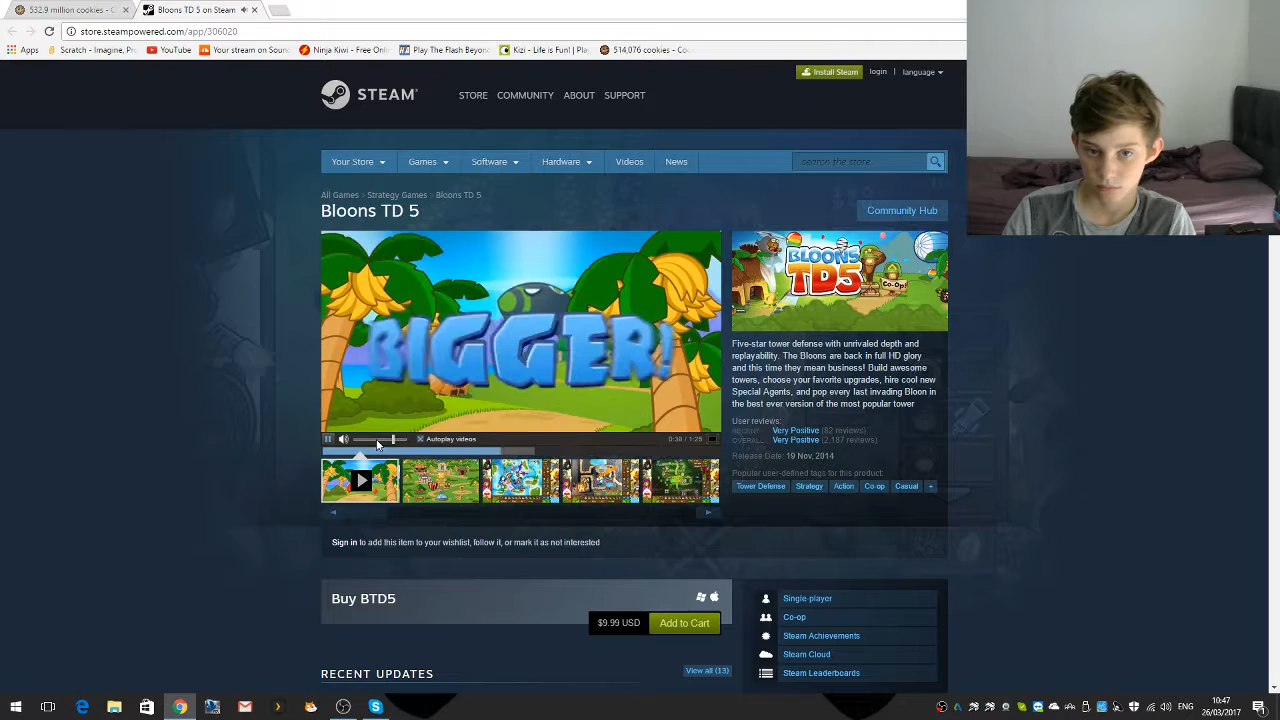 532.9 million cookies - C
Bloons TD 5 on Steam
store.steampowered.com/app/306020
Apps
Scratch - Imagine, Pro
YouTube
Your stream on Soun
Ninja Kiwi - Free Onli
Play The Flash Beyon
Kizi - Life is Fun! | Pl
514,076 cookies - Co
Install Steam
login
language
STEAM
STORE COMMUNITY ABOUT SUPPORT
Your Store Games Software Hardware Videos News
search the store
All Games > Strategy Games > Bloons TD 5
Bloons TD 5
Community Hub
BIGGER!
BLOONS
TD5
Co-Op!
Five-star tower defense with unrivaled depth and
replayability. The Bloons are back in full HD glory
and this time they mean business! Build awesome
towers, choose your favorite upgrades, hire cool new
Special Agents, and pop every last invading Bloon in
the best ever version of the most popular tower
User reviews:
RECENT: Very Positive (82 reviews)
OVERALL: Very Positive (2,187 reviews)
Release Date: 19 Nov, 2014
Popular user-defined tags for this product:
Tower Defense Strategy Action Co-op Casual +
Autoplay videos
0:38 / 1:25
Sign in to add this item to your wishlist, follow it, or mark it as not interested
Buy BTD5
$9.99 USD
Add to Cart
Single-player
Co-op
Steam Achievements
Steam Cloud
Steam Leaderboards
RECENT UPDATES
View all (13)
ENG
10:47
26/03/2017